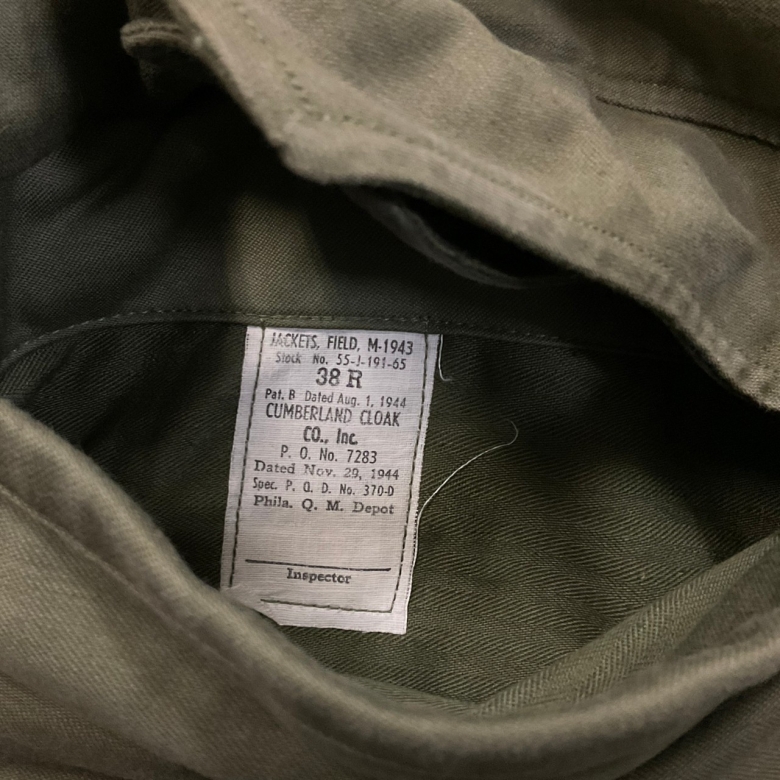 JACKETS, FIELD, M-1943
Stock No. 55-J-191-65
38 R
Pat. B Dated Aug. 1, 1944
CUMBERLAND CLOAK
CO., Inc.
P. O. No. 7283
Dated Nov. 29, 1944
Spec. P. Q. D. No. 370-D
Phila. Q. M. Depot
Inspector